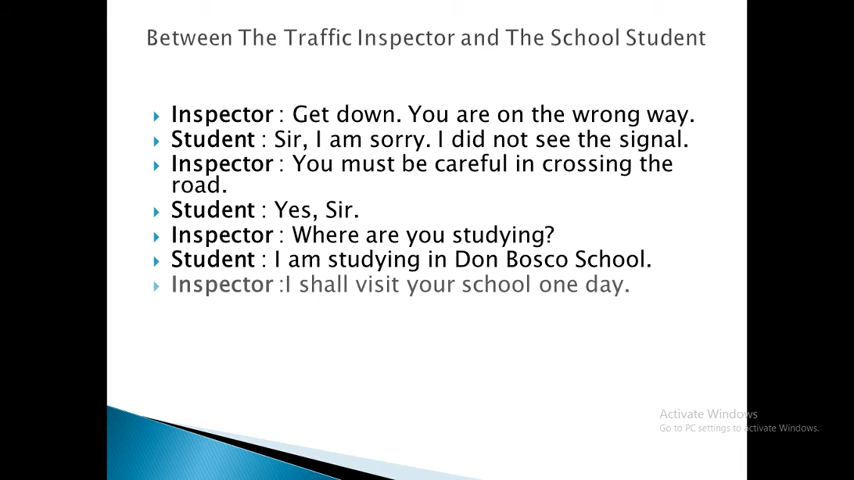 Between The Traffic Inspector and The School Student
Inspector : Get down. You are on the wrong way.
Student : Sir, I am sorry. I did not see the signal.
Inspector : You must be careful in crossing the
road.
Student : Yes, Sir.
Inspector : Where are you studying?
Student : I am studying in Don Bosco School.
Inspector :I shall visit your school one day.
Activate Windows
Go to PC settings to activate Windows.